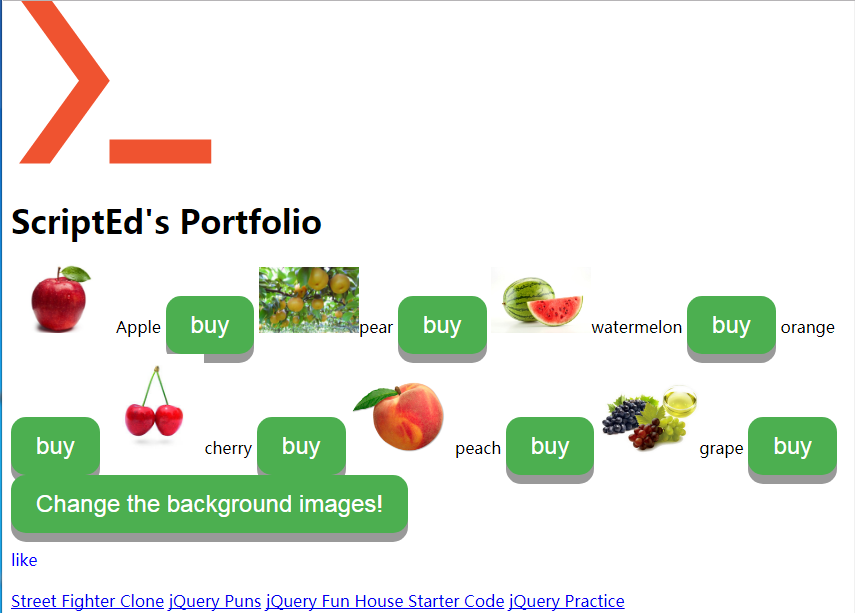 ScriptEd's Portfolio
Apple buy pear buy watermelon buy orange
buy cherry buy peach buy grape buy
Change the background images!
like
Street Fighter Clone jQuery Puns jQuery Fun House Starter Code jQuery Practice